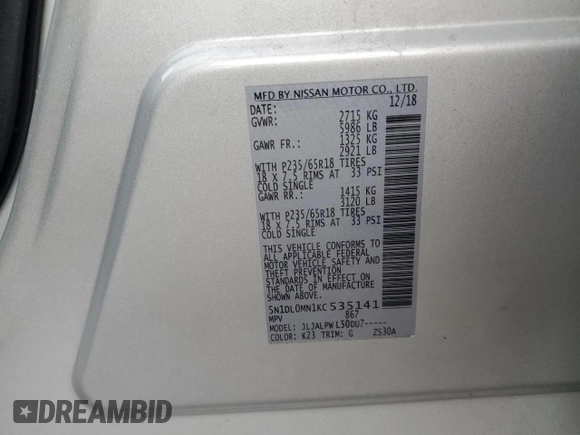 MFD BY NISSAN MOTOR CO., LTD.
DATE: 12/18
GVWR: 2715 KG
5986 LB
GAWR FR.: 1325 KG
2921 LB
WITH P235/65R18 TIRES
18 X 7.5 RIMS AT 33 PSI
COLD SINGLE
GAWR RR.: 1415 KG
3120 LB
WITH P235/65R18 TIRES
18 X 7.5 RIMS AT 33 PSI
COLD SINGLE
THIS VEHICLE CONFORMS TO
ALL APPLICABLE FEDERAL
MOTOR VEHICLE SAFETY AND
THEFT PREVENTION
STANDARDS IN EFFECT
ON THE DATE OF
MANUFACTURE SHOWN ABOVE.
5N1DL0MN1KC535141
MPV 867
MODEL: JLJALPW L50DU7-----
COLOR: K23 TRIM: G ZS30A
DREAMBID